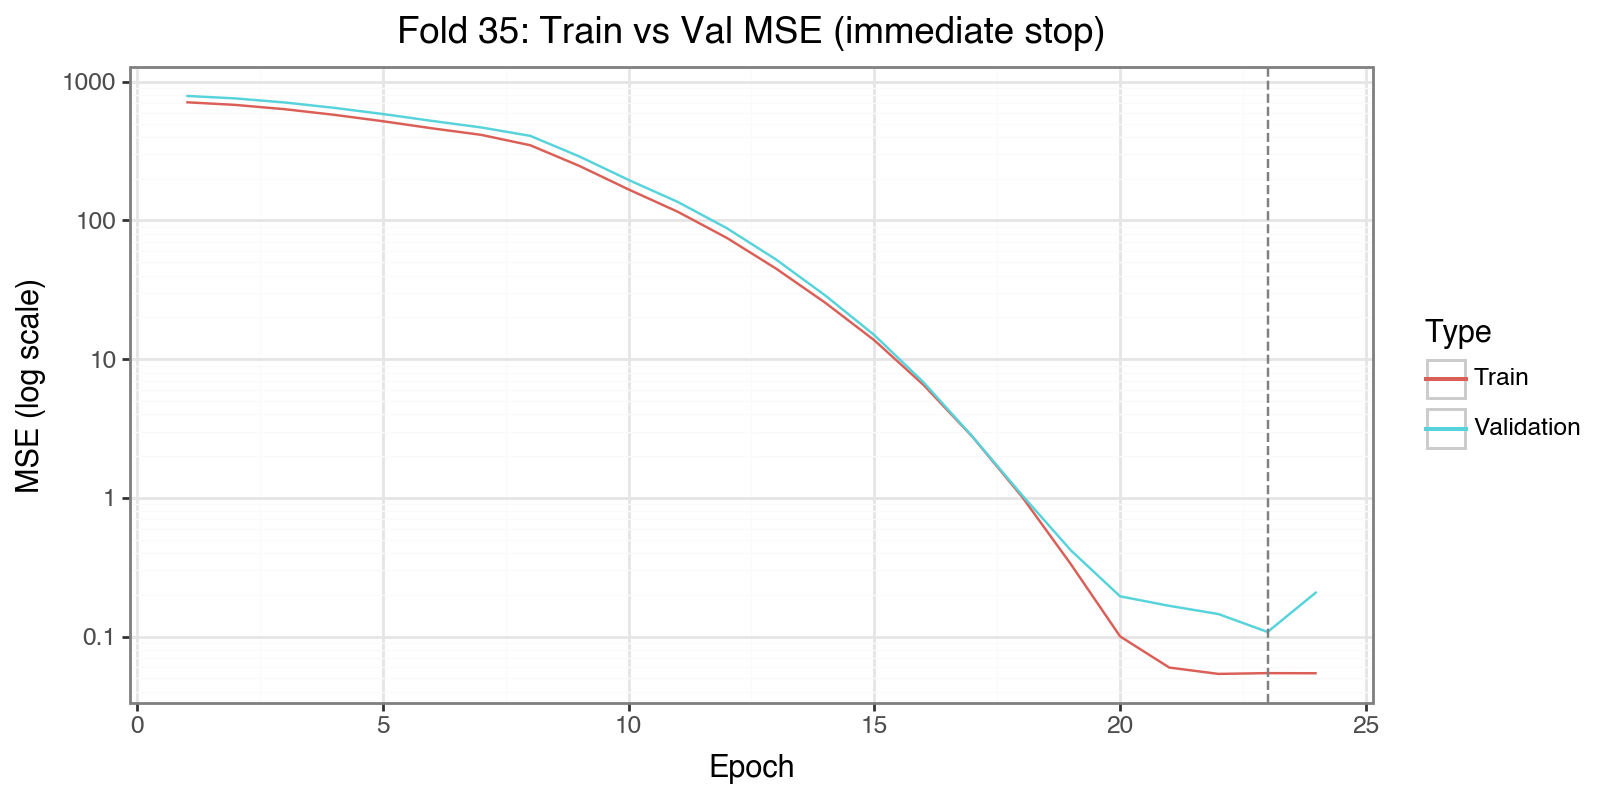 Fold 35: Train vs Val MSE (immediate stop)
MSE (log scale)
1000
100
10
1
0.1
0
5
10
15
20
25
Epoch
Type
Train
Validation